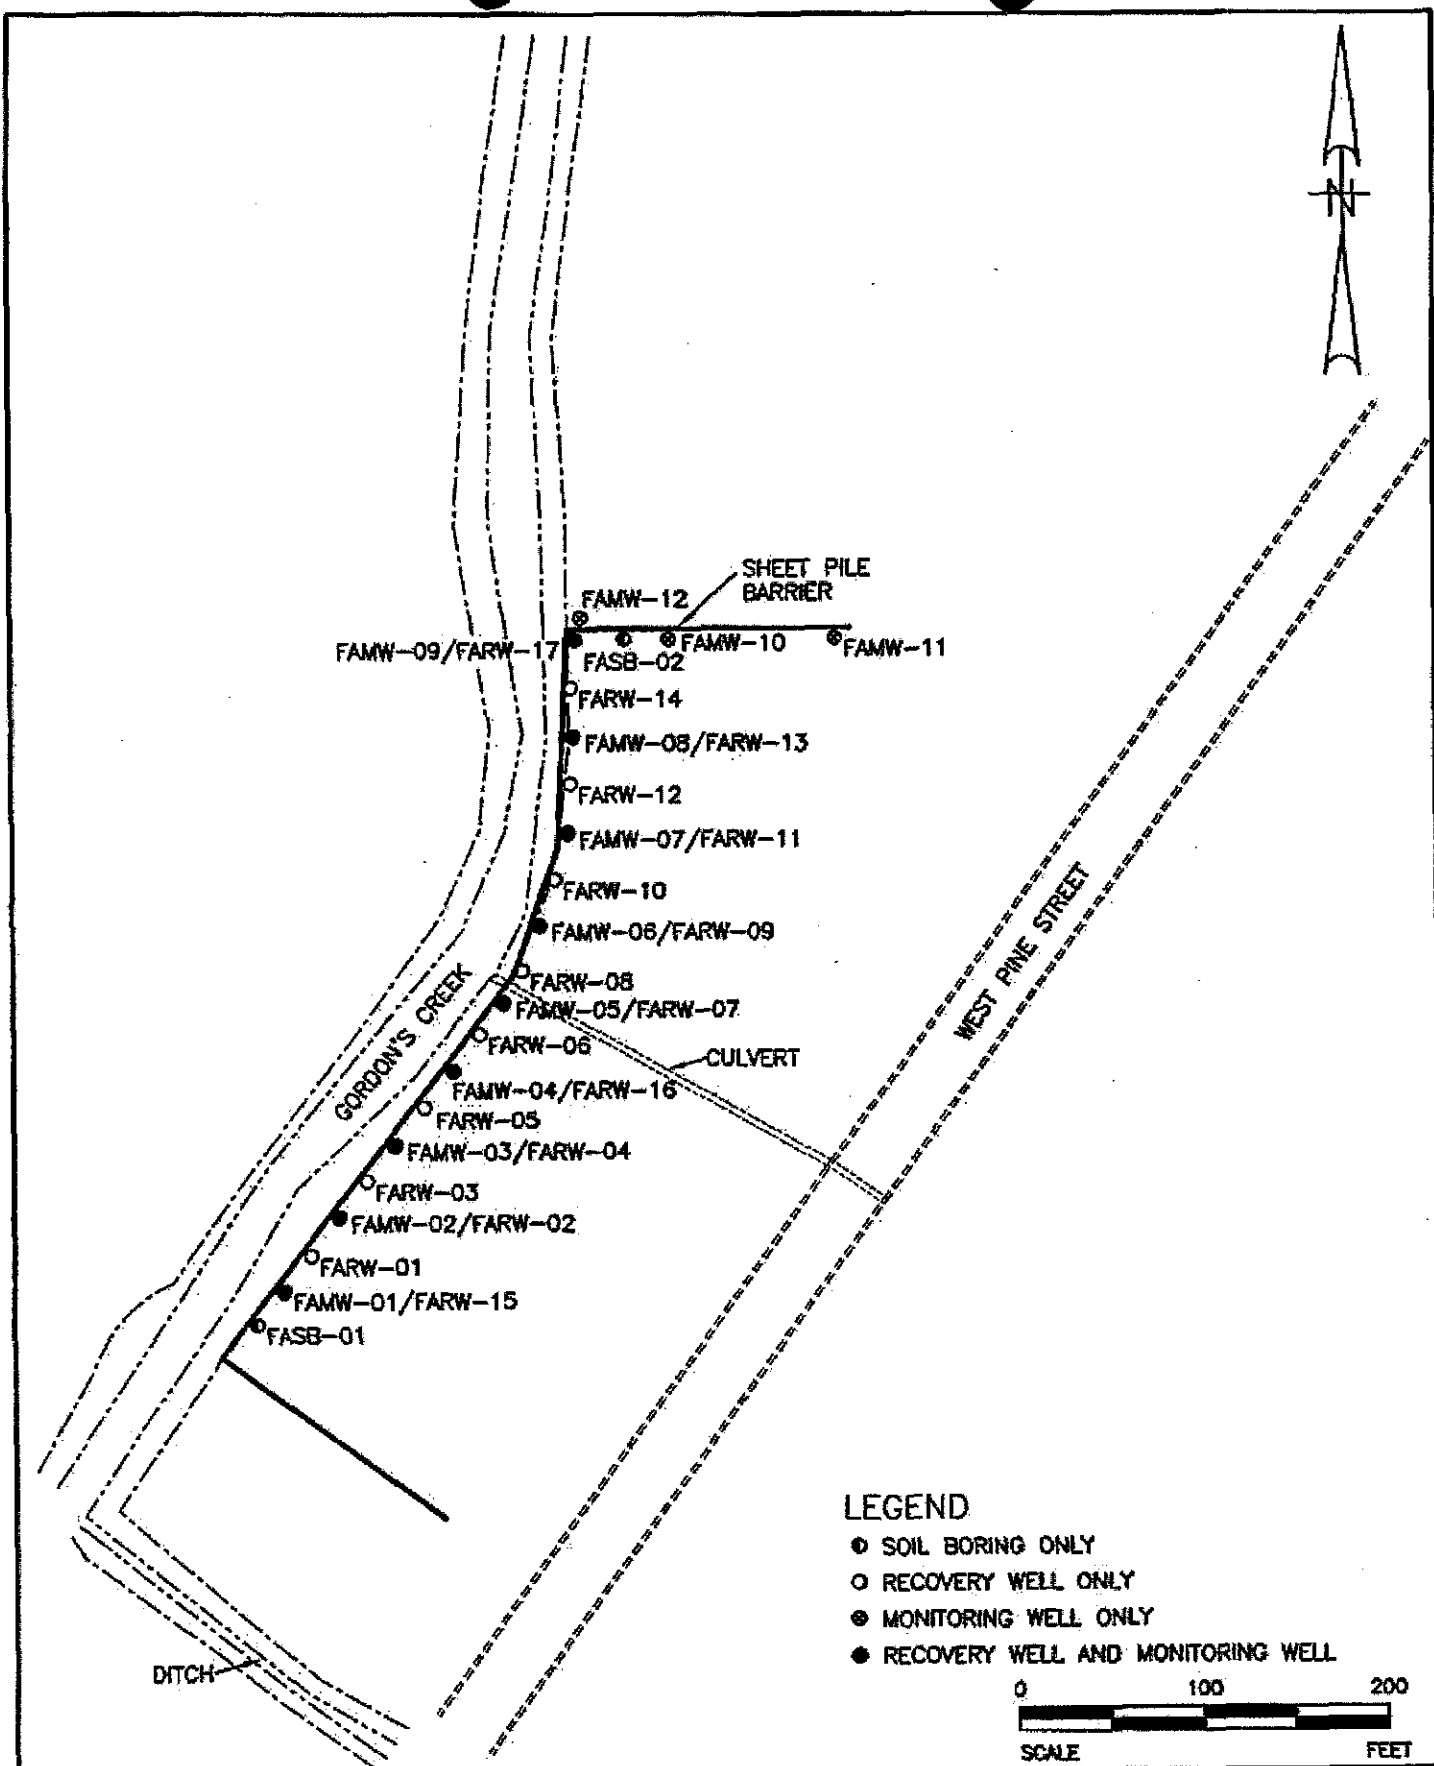 N
SHEET PILE
BARRIER
FAMW-12
FAMW-09/FARW-17
FASB-02
FAMW-10
FAMW-11
FARW-14
FAMW-08/FARW-13
FARW-12
FAMW-07/FARW-11
FARW-10
FAMW-06/FARW-09
FARW-08
FAMW-05/FARW-07
FARW-06
GORDON'S CREEK
WEST PINE STREET
CULVERT
FAMW-04/FARW-16
FARW-05
FAMW-03/FARW-04
FARW-03
FAMW-02/FARW-02
FARW-01
FAMW-01/FARW-15
FASB-01
DITCH
LEGEND
SOIL BORING ONLY
RECOVERY WELL ONLY
MONITORING WELL ONLY
RECOVERY WELL AND MONITORING WELL
0 100 200
SCALE FEET